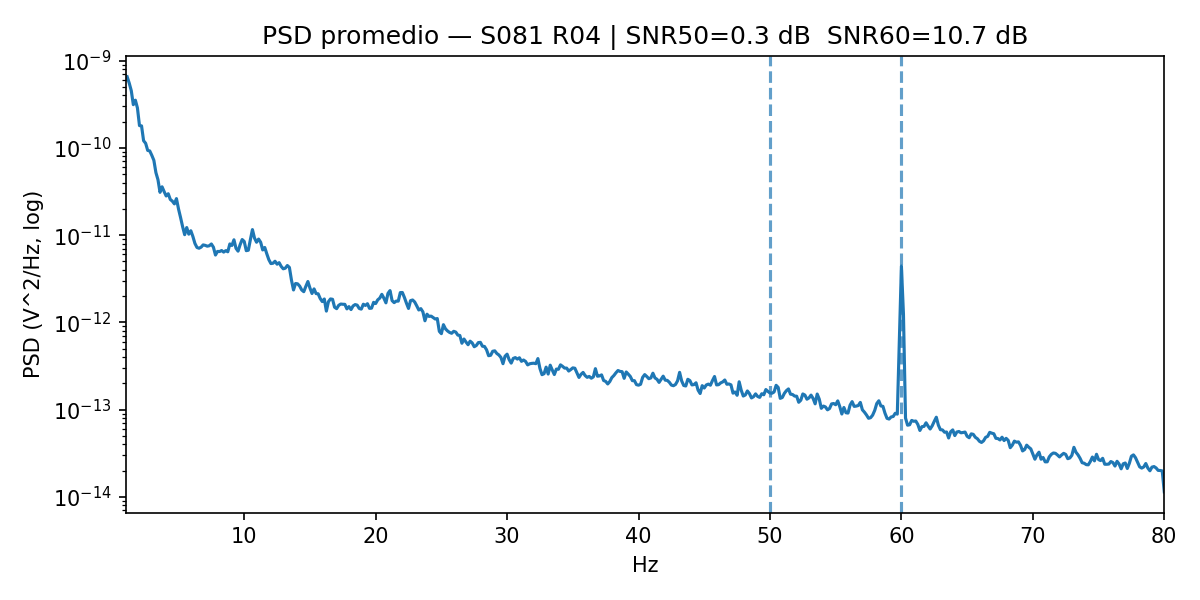 PSD promedio — S081 R04 | SNR50=0.3 dB  SNR60=10.7 dB
PSD (V^2/Hz, log)
10⁻⁹
10⁻¹⁰
10⁻¹¹
10⁻¹²
10⁻¹³
10⁻¹⁴
10 20 30 40 50 60 70 80
Hz